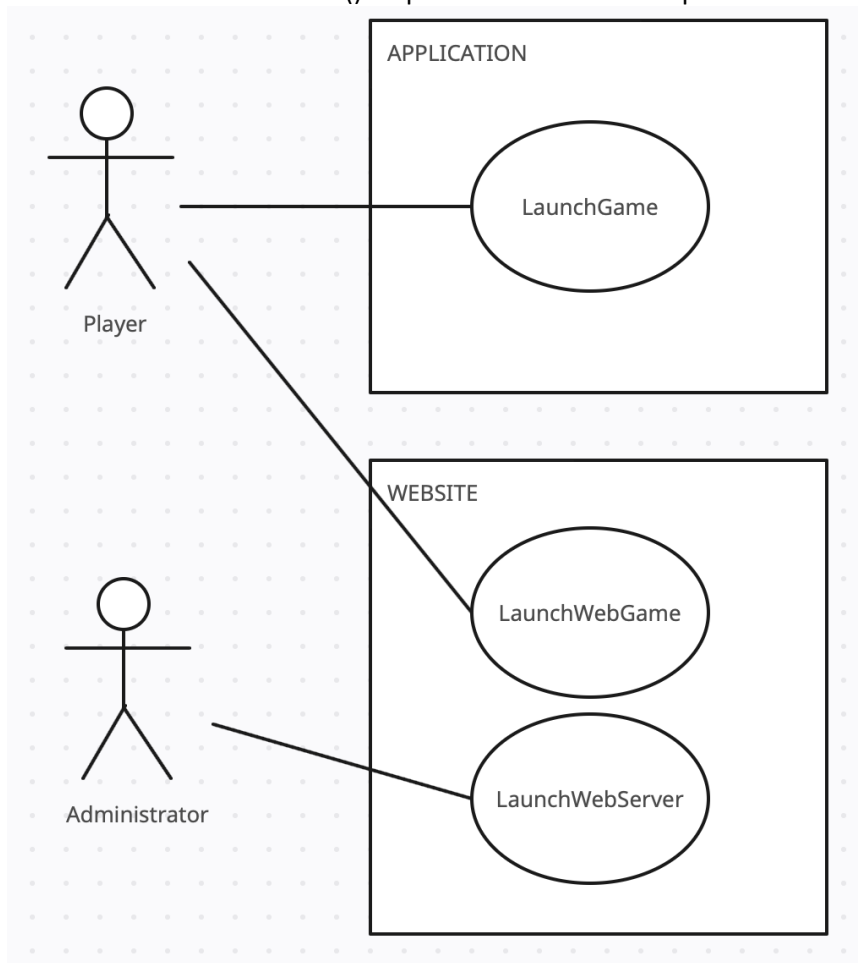 APPLICATION
LaunchGame
Player
WEBSITE
LaunchWebGame
LaunchWebServer
Administrator